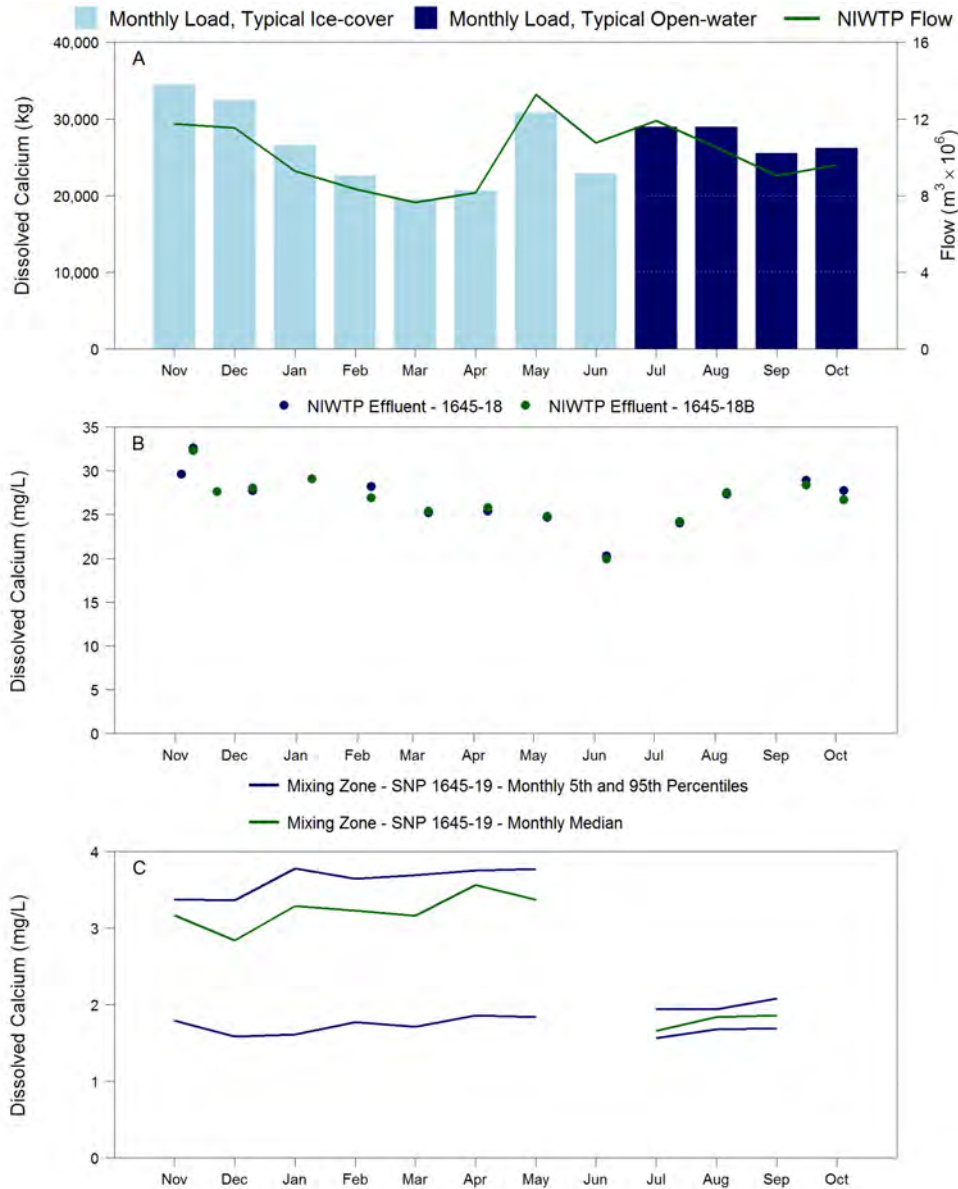 Monthly Load, Typical Ice-cover Monthly Load, Typical Open-water NIWTP Flow
A
Dissolved Calcium (kg)
40,000
30,000
20,000
10,000
0
16
12
8
4
0
Flow (m³ × 10⁶)
Nov Dec Jan Feb Mar Apr May Jun Jul Aug Sep Oct
NIWTP Effluent - 1645-18 NIWTP Effluent - 1645-18B
B
Dissolved Calcium (mg/L)
35
30
25
20
15
10
5
0
Nov Dec Jan Feb Mar Apr May Jun Jul Aug Sep Oct
Mixing Zone - SNP 1645-19 - Monthly 5th and 95th Percentiles
Mixing Zone - SNP 1645-19 - Monthly Median
C
Dissolved Calcium (mg/L)
4
3
2
1
0
Nov Dec Jan Feb Mar Apr May Jun Jul Aug Sep Oct